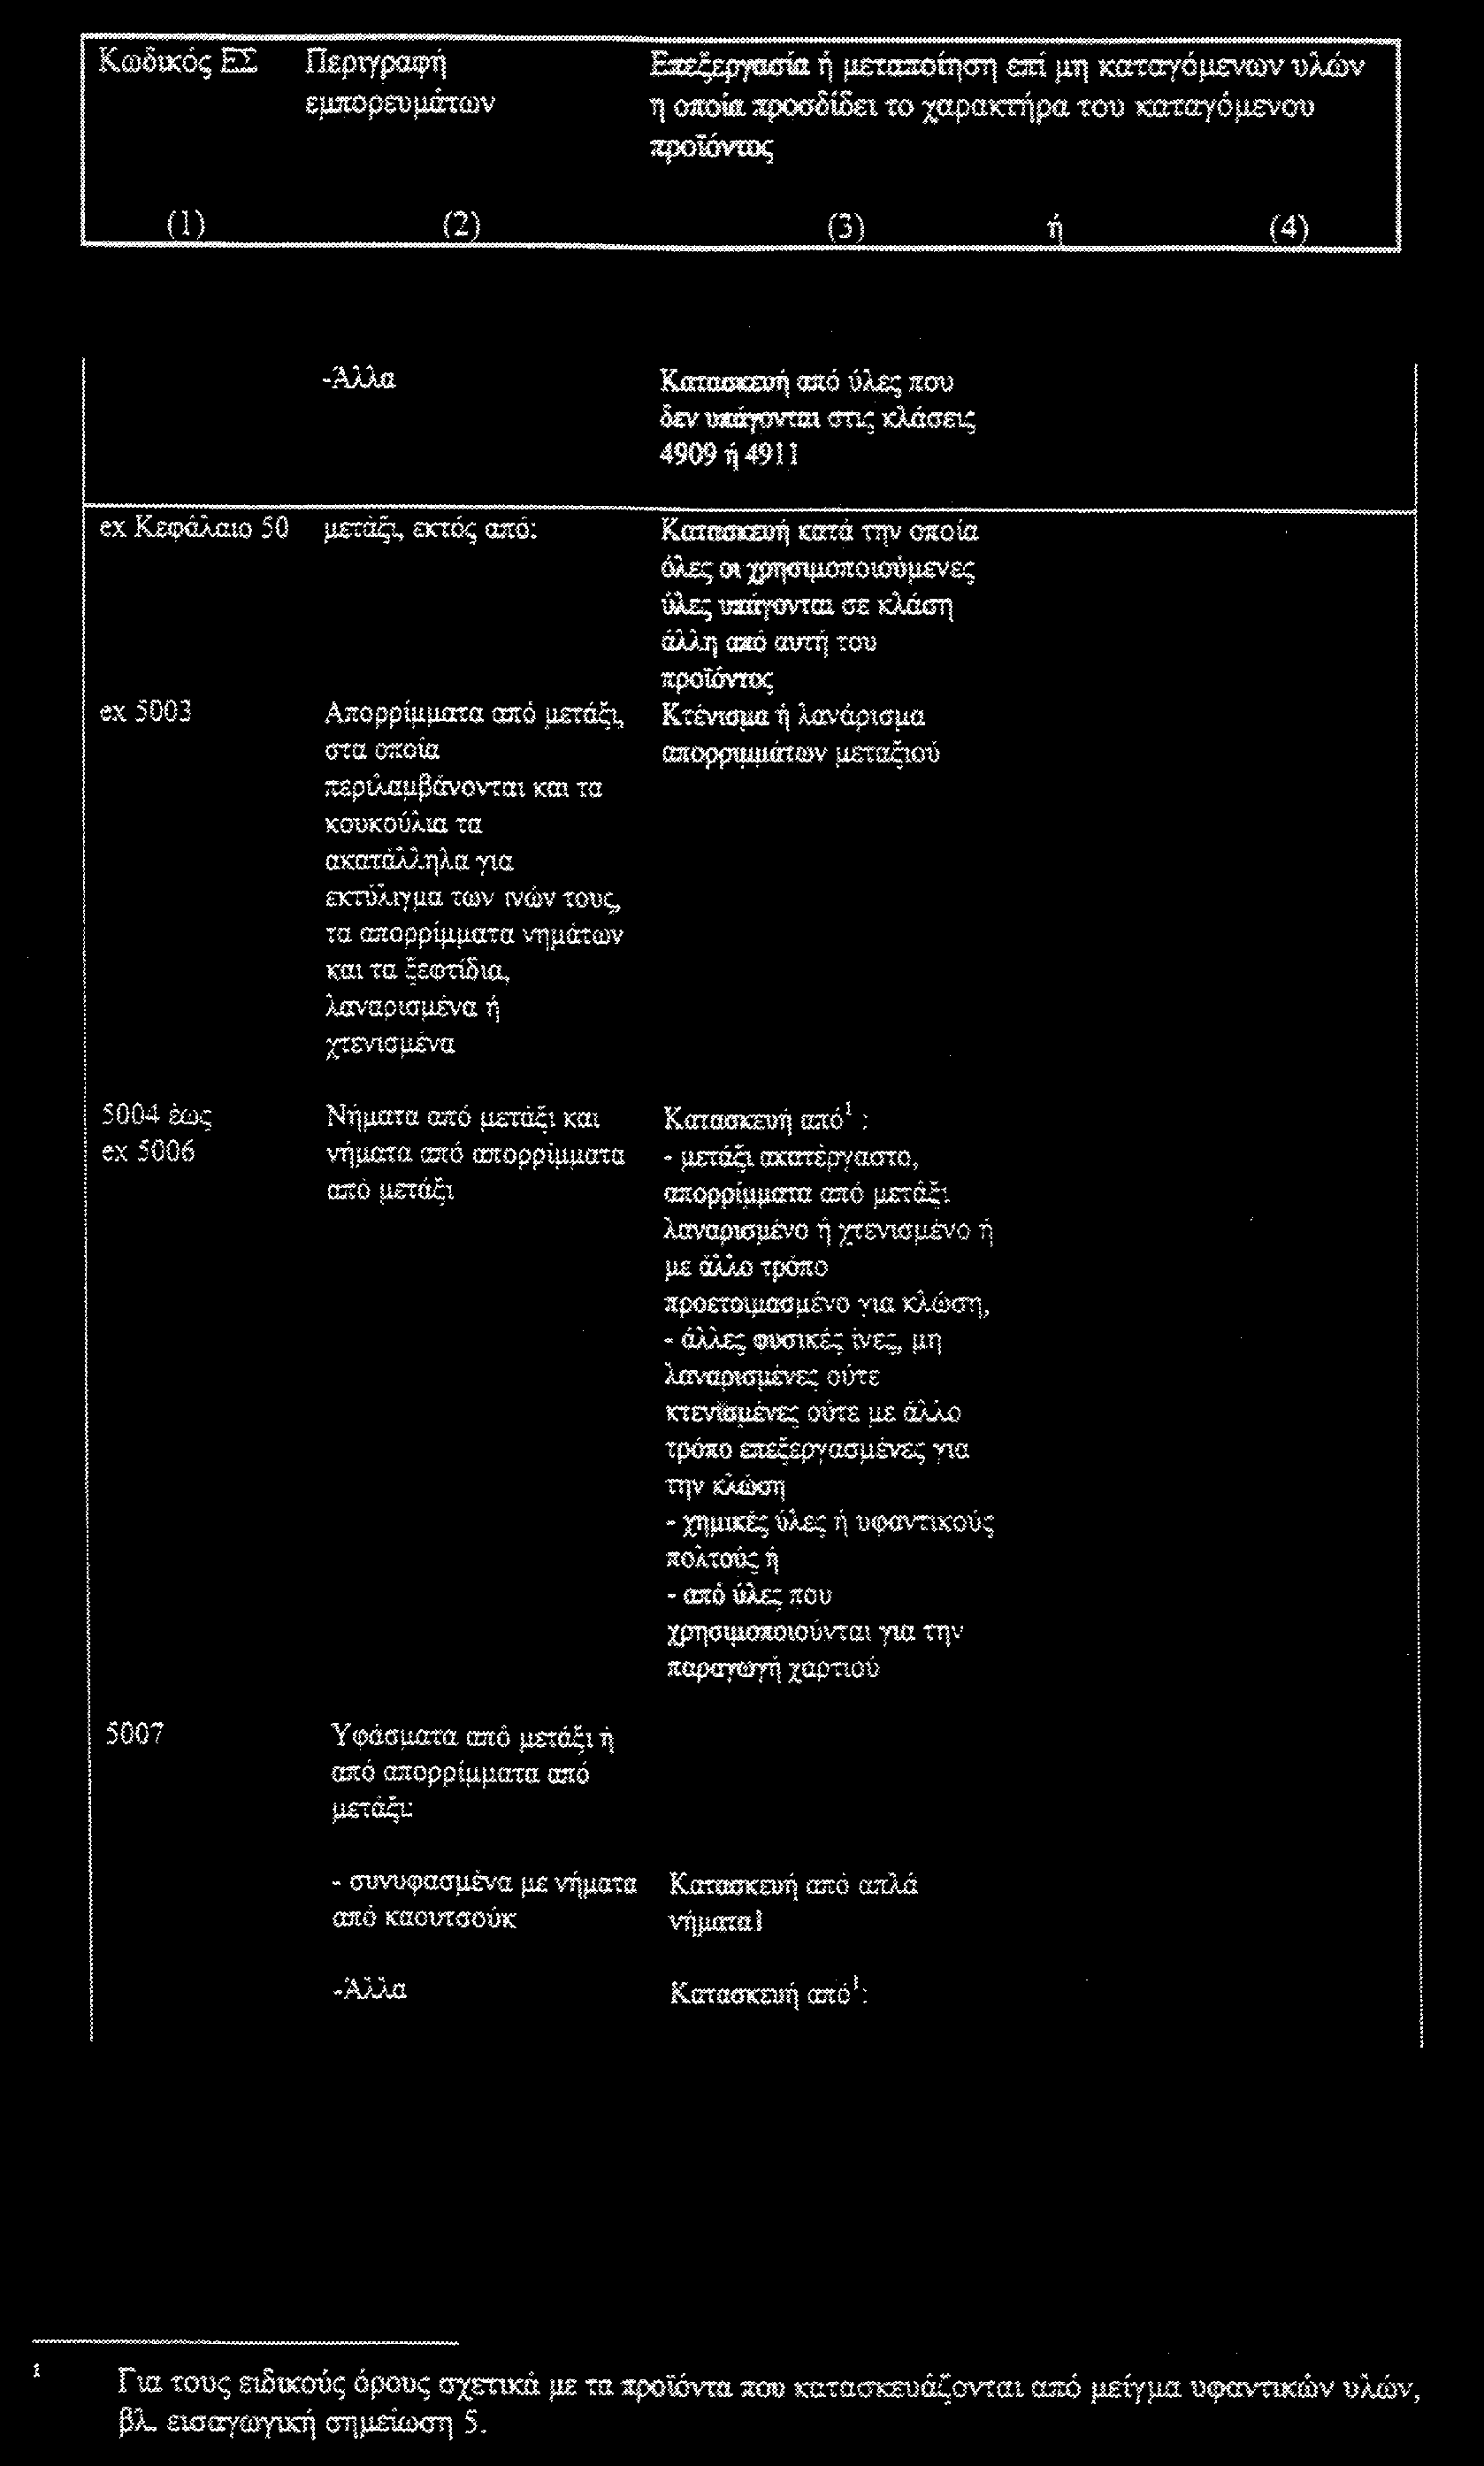 Κωδικός ΕΣ Περιγραφή Επεξεργασία ή μεταποίηση επί μη καταγόμενων υλών
εμπορευμάτων η οποία προσδίδει το χαρακτήρα του καταγόμενου
προϊόντος
(1) (2) (3) ή (4)
-Άλλα Κατασκευή από ύλες που
δεν υπάγονται στις κλάσεις
4909 ή 4911
ex Κεφάλαιο 50 μετάξι, εκτός από: Κατασκευή κατά την οποία
όλες οι χρησιμοποιούμενες
ύλες υπάγονται σε κλάση
άλλη από αυτή του
προϊόντος
ex 5003 Απορρίμματα από μετάξι, Κτένισμα ή λανάρισμα
στα οποία απορριμμάτων μεταξιού
περιλαμβάνονται και τα
κουκούλια τα
ακατάλληλα για
εκτύλιγμα των ινών τους,
τα απορρίμματα νημάτων
και τα ξεφτίδια,
λαναρισμένα ή
χτενισμένα
5004 έως Νήματα από μετάξι και Κατασκευή από¹ :
ex 5006 νήματα από απορρίμματα - μετάξι ακατέργαστο,
από μετάξι απορρίμματα από μετάξι
λαναρισμένο ή χτενισμένο ή
με άλλο τρόπο
προετοιμασμένο για κλώση,
- άλλες φυσικές ίνες, μη
λαναρισμένες ούτε
κτενισμένες ούτε με άλλο
τρόπο επεξεργασμένες για
την κλώση
- χημικές ύλες ή υφαντικούς
πολτούς ή
- από ύλες που
χρησιμοποιούνται για την
παραγωγή χαρτιού
5007 Υφάσματα από μετάξι ή
από απορρίμματα από
μετάξι:
- συνυφασμένα με νήματα Κατασκευή από απλά
από καουτσούκ νήματα1
-Άλλα Κατασκευή από¹:
¹ Για τους ειδικούς όρους σχετικά με τα προϊόντα που κατασκευάζονται από μείγμα υφαντικών υλών,
βλ. εισαγωγική σημείωση 5.